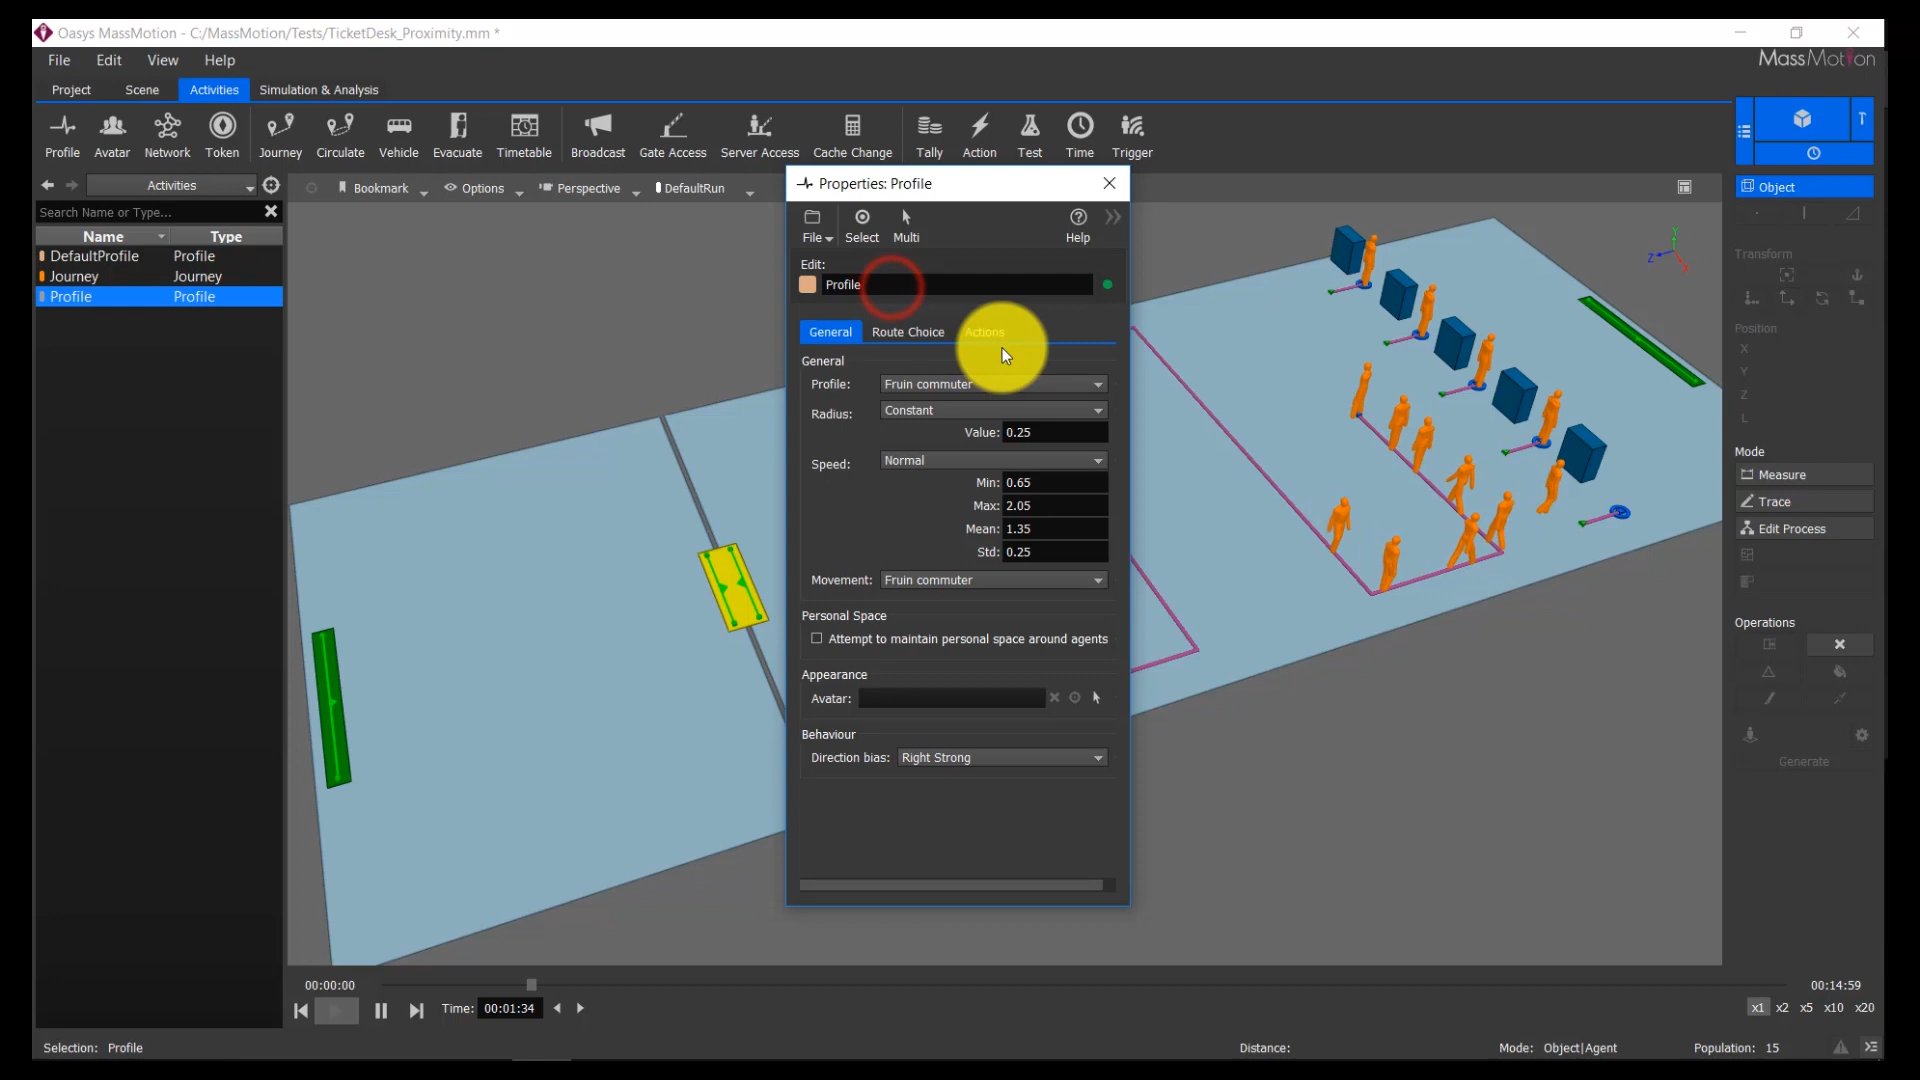 Oasys MassMotion - C:/MassMotion/Tests/TicketDesk_Proximity.mm *
File Edit View Help
MassMotion
Project Scene Activities Simulation & Analysis
Profile Avatar Network Token Journey Circulate Vehicle Evacuate Timetable Broadcast Gate Access Server Access Cache Change Tally Action Test Time Trigger
Activities
Bookmark Options Perspective DefaultRun
Search Name or Type...
Name Type
DefaultProfile Profile
Journey Journey
Profile Profile
Properties: Profile
File Select Multi Help
Edit:
Profile
General Route Choice Actions
General
Profile: Fruin commuter
Radius: Constant
Value: 0.25
Speed: Normal
Min: 0.65
Max: 2.05
Mean: 1.35
Std: 0.25
Movement: Fruin commuter
Personal Space
Attempt to maintain personal space around agents
Appearance
Avatar:
Behaviour
Direction bias: Right Strong
Y
Z
X
Object
Transform
Position
X
Y
Z
L
Mode
Measure
Trace
Edit Process
Operations
Generate
00:00:00
00:14:59
Time: 00:01:34
x1 x2 x5 x10 x20
Selection: Profile
Distance:
Mode: Object|Agent
Population: 15